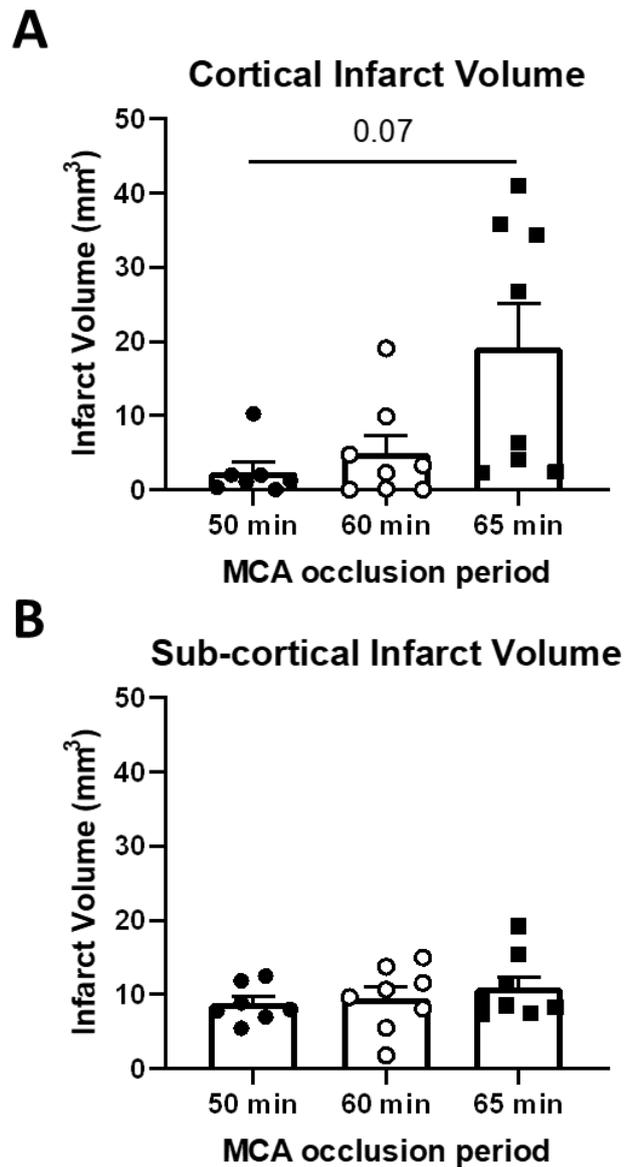 A
Cortical Infarct Volume
0.07
Infarct Volume (mm³)
50
40
30
20
10
0
50 min 60 min 65 min
MCA occlusion period
B
Sub-cortical Infarct Volume
Infarct Volume (mm³)
50
40
30
20
10
0
50 min 60 min 65 min
MCA occlusion period